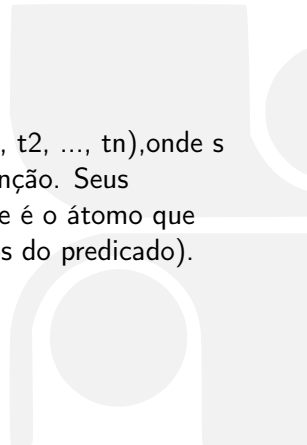 , t2, ..., tn),onde s
nção. Seus
e é o átomo que
s do predicado).